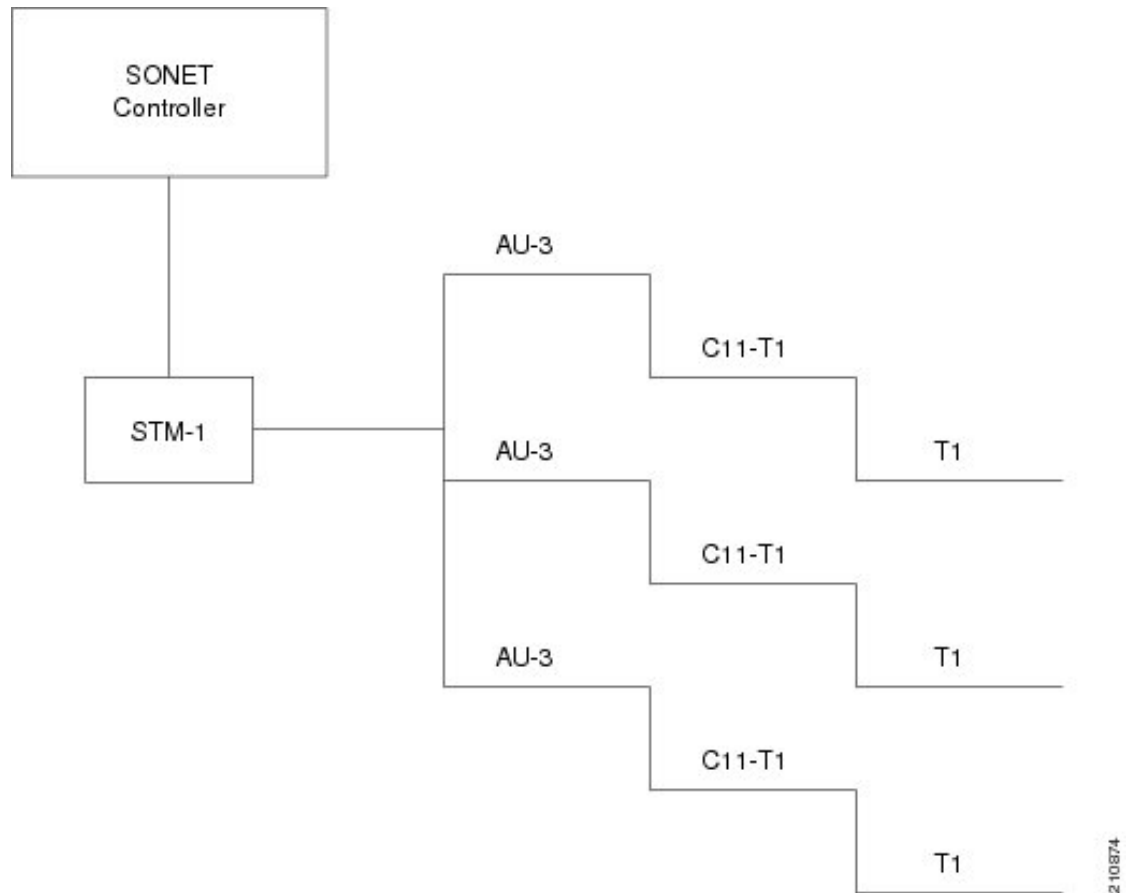 SONET
Controller
AU-3
C11-T1
STM-1
AU-3
T1
C11-T1
AU-3
T1
C11-T1
T1
210874